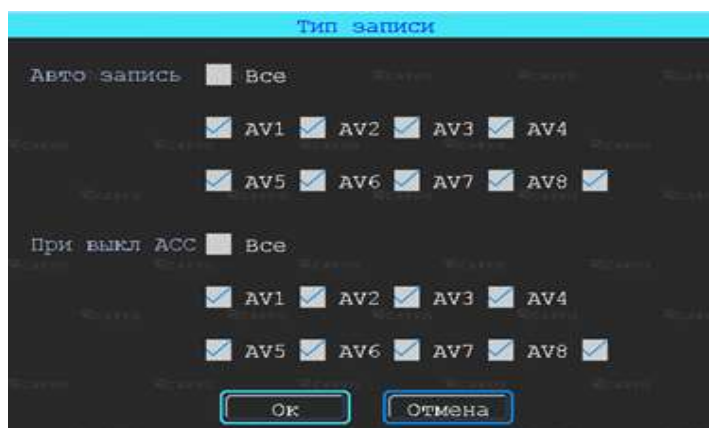 Тип записи
Авто запись Все
AV1 AV2 AV3 AV4
AV5 AV6 AV7 AV8
При выкл ACC Все
AV1 AV2 AV3 AV4
AV5 AV6 AV7 AV8
Ок Отмена